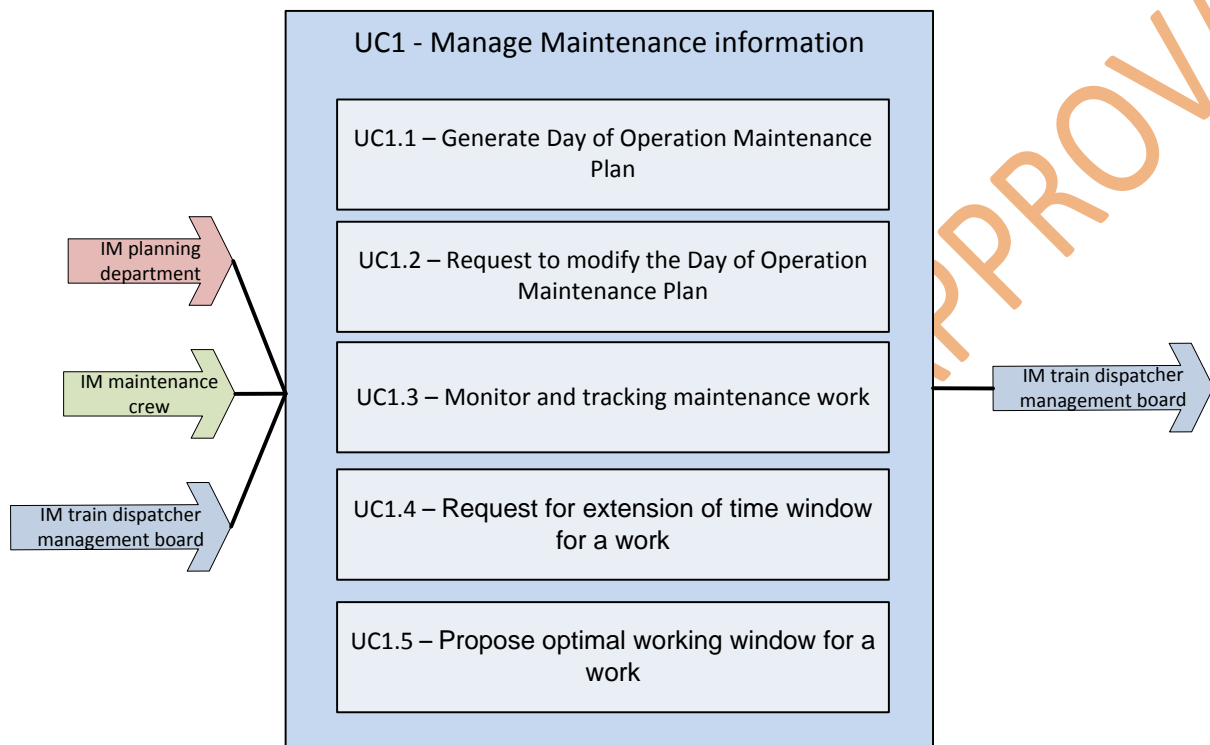 UC1 - Manage Maintenance information
UC1.1 – Generate Day of Operation Maintenance
Plan
UC1.2 – Request to modify the Day of Operation
Maintenance Plan
UC1.3 – Monitor and tracking maintenance work
UC1.4 – Request for extension of time window
for a work
UC1.5 – Propose optimal working window for a
work
IM planning
department
IM maintenance
crew
IM train dispatcher
management board
IM train dispatcher
management board